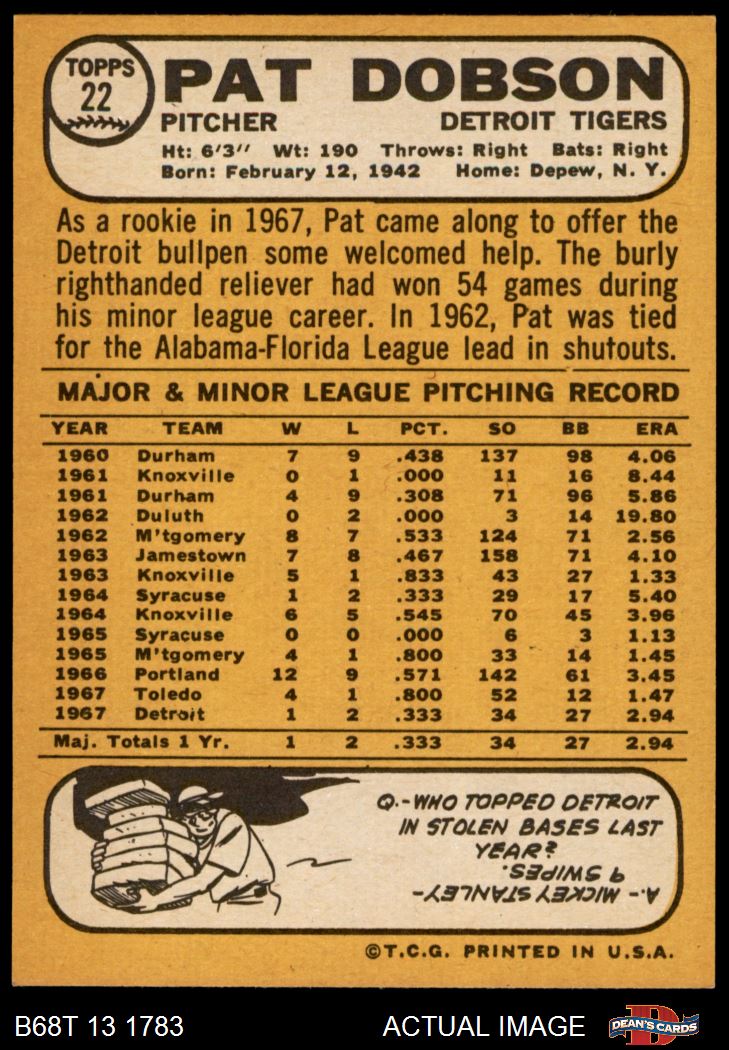 TOPPS
22
PAT DOBSON
PITCHER DETROIT TIGERS
Ht: 6'3" Wt: 190 Throws: Right Bats: Right
Born: February 12, 1942 Home: Depew, N. Y.
As a rookie in 1967, Pat came along to offer the
Detroit bullpen some welcomed help. The burly
righthanded reliever had won 54 games during
his minor league career. In 1962, Pat was tied
for the Alabama-Florida League lead in shutouts.
MAJOR & MINOR LEAGUE PITCHING RECORD
YEAR TEAM W L PCT. SO BB ERA
1960 Durham 7 9 .438 137 98 4.06
1961 Knoxville 0 1 .000 11 16 8.44
1961 Durham 4 9 .308 71 96 5.86
1962 Duluth 0 2 .000 3 14 19.80
1962 M'tgomery 8 7 .533 124 71 2.56
1963 Jamestown 7 8 .467 158 71 4.10
1963 Knoxville 5 1 .833 43 27 1.33
1964 Syracuse 1 2 .333 29 17 5.40
1964 Knoxville 6 5 .545 70 45 3.96
1965 Syracuse 0 0 .000 6 3 1.13
1965 M'tgomery 4 1 .800 33 14 1.45
1966 Portland 12 9 .571 142 61 3.45
1967 Toledo 4 1 .800 52 12 1.47
1967 Detroit 1 2 .333 34 27 2.94
Maj. Totals 1 Yr. 1 2 .333 34 27 2.94
Q.-WHO TOPPED DETROIT
IN STOLEN BASES LAST
YEAR?
A.-MICKEY STANLEY-
9 SWIPES.
©T.C.G. PRINTED IN U.S.A.
B68T 13 1783 ACTUAL IMAGE DEAN'S CARDS